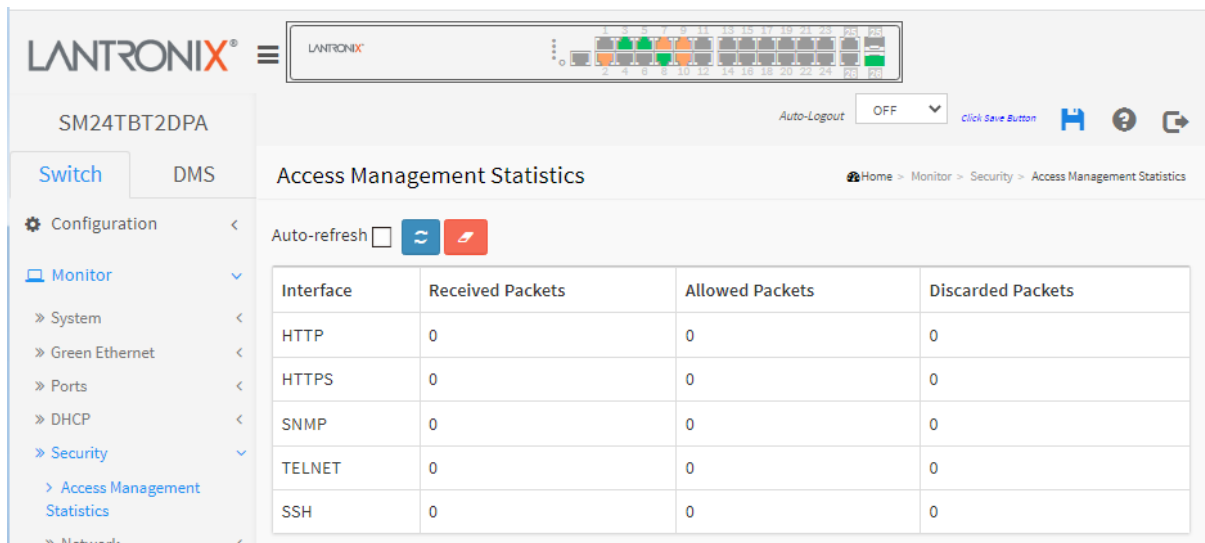 LANTRONIX®
LANTRONIX
1 3 5 7 9 11 13 15 17 19 21 23 25 25
2 4 6 8 10 12 14 16 18 20 22 24 26 26
SM24TBT2DPA
Auto-Logout OFF Click Save Button
Switch DMS
Access Management Statistics
Home > Monitor > Security > Access Management Statistics
Configuration
Auto-refresh
Monitor
Interface Received Packets Allowed Packets Discarded Packets
» System
HTTP 0 0 0
» Green Ethernet
» Ports
HTTPS 0 0 0
» DHCP
SNMP 0 0 0
» Security
TELNET 0 0 0
> Access Management
Statistics
SSH 0 0 0
» Network